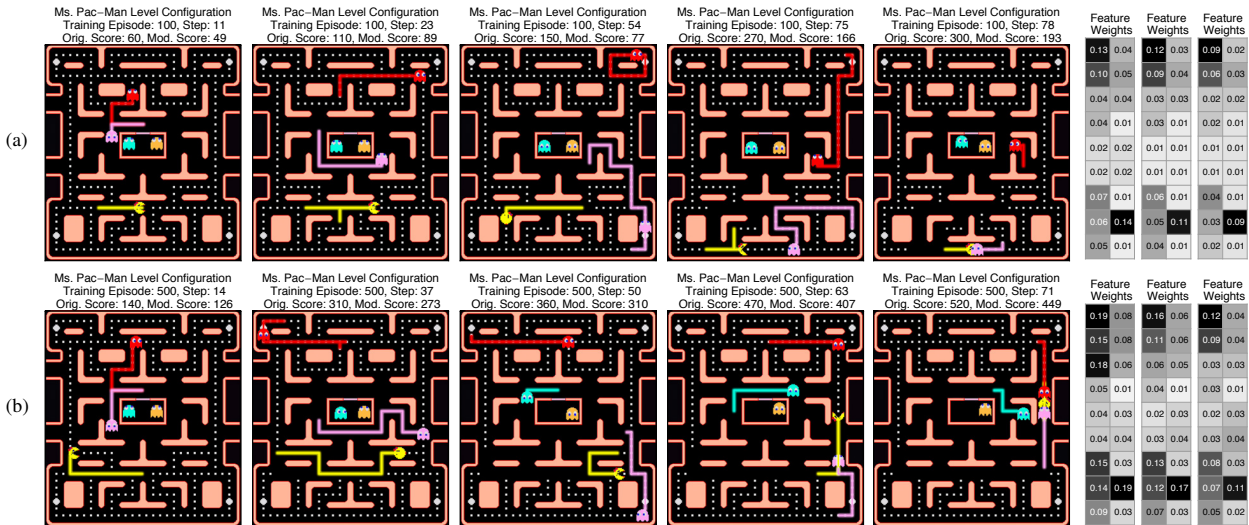 Ms. Pac−Man Level Configuration
Training Episode: 100, Step: 11
Orig. Score: 60, Mod. Score: 49
Ms. Pac−Man Level Configuration
Training Episode: 100, Step: 23
Orig. Score: 110, Mod. Score: 89
Ms. Pac−Man Level Configuration
Training Episode: 100, Step: 54
Orig. Score: 150, Mod. Score: 77
Ms. Pac−Man Level Configuration
Training Episode: 100, Step: 75
Orig. Score: 270, Mod. Score: 166
Ms. Pac−Man Level Configuration
Training Episode: 100, Step: 78
Orig. Score: 300, Mod. Score: 193
Feature
Weights
Feature
Weights
Feature
Weights
(a)
0.13 0.04 0.12 0.03 0.09 0.02
0.10 0.05 0.09 0.04 0.06 0.03
0.04 0.04 0.03 0.03 0.02 0.02
0.04 0.01 0.03 0.01 0.02 0.01
0.02 0.02 0.01 0.01 0.01 0.01
0.02 0.02 0.01 0.01 0.01 0.01
0.07 0.01 0.06 0.01 0.04 0.01
0.06 0.14 0.05 0.11 0.03 0.09
0.05 0.01 0.04 0.01 0.02 0.01
Ms. Pac−Man Level Configuration
Training Episode: 500, Step: 14
Orig. Score: 140, Mod. Score: 126
Ms. Pac−Man Level Configuration
Training Episode: 500, Step: 37
Orig. Score: 310, Mod. Score: 273
Ms. Pac−Man Level Configuration
Training Episode: 500, Step: 50
Orig. Score: 360, Mod. Score: 310
Ms. Pac−Man Level Configuration
Training Episode: 500, Step: 63
Orig. Score: 470, Mod. Score: 407
Ms. Pac−Man Level Configuration
Training Episode: 500, Step: 71
Orig. Score: 520, Mod. Score: 449
Feature
Weights
Feature
Weights
Feature
Weights
(b)
0.19 0.08 0.16 0.06 0.12 0.04
0.15 0.08 0.11 0.06 0.09 0.04
0.18 0.06 0.06 0.05 0.03 0.03
0.05 0.01 0.04 0.01 0.03 0.01
0.04 0.03 0.02 0.03 0.02 0.03
0.04 0.04 0.03 0.04 0.03 0.04
0.15 0.03 0.13 0.03 0.08 0.03
0.14 0.19 0.12 0.17 0.07 0.11
0.09 0.03 0.07 0.03 0.05 0.02